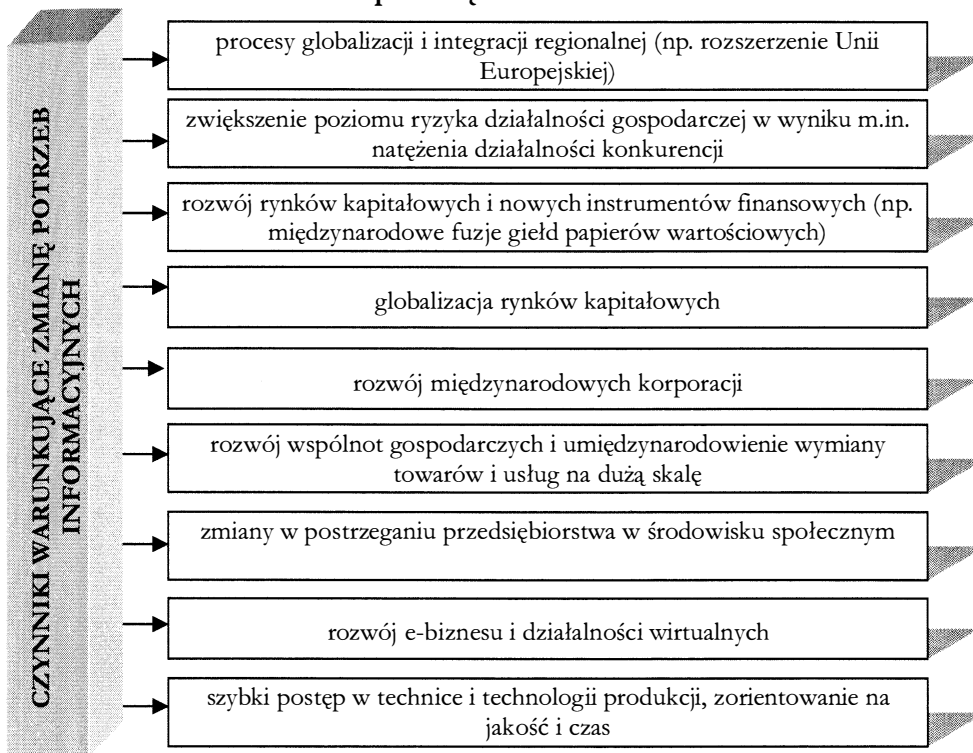 CZYNNIKI WARUNKUJĄCE ZMIANĘ POTRZEB
INFORMACYJNYCH
procesy globalizacji i integracji regionalnej (np. rozszerzenie Unii
Europejskiej)
zwiększenie poziomu ryzyka działalności gospodarczej w wyniku m.in.
natężenia działalności konkurencji
rozwój rynków kapitałowych i nowych instrumentów finansowych (np.
międzynarodowe fuzje giełd papierów wartościowych)
globalizacja rynków kapitałowych
rozwój międzynarodowych korporacji
rozwój wspólnot gospodarczych i umiędzynarodowienie wymiany
towarów i usług na dużą skalę
zmiany w postrzeganiu przedsiębiorstwa w środowisku społecznym
rozwój e-biznesu i działalności wirtualnych
szybki postęp w technice i technologii produkcji, zorientowanie na
jakość i czas